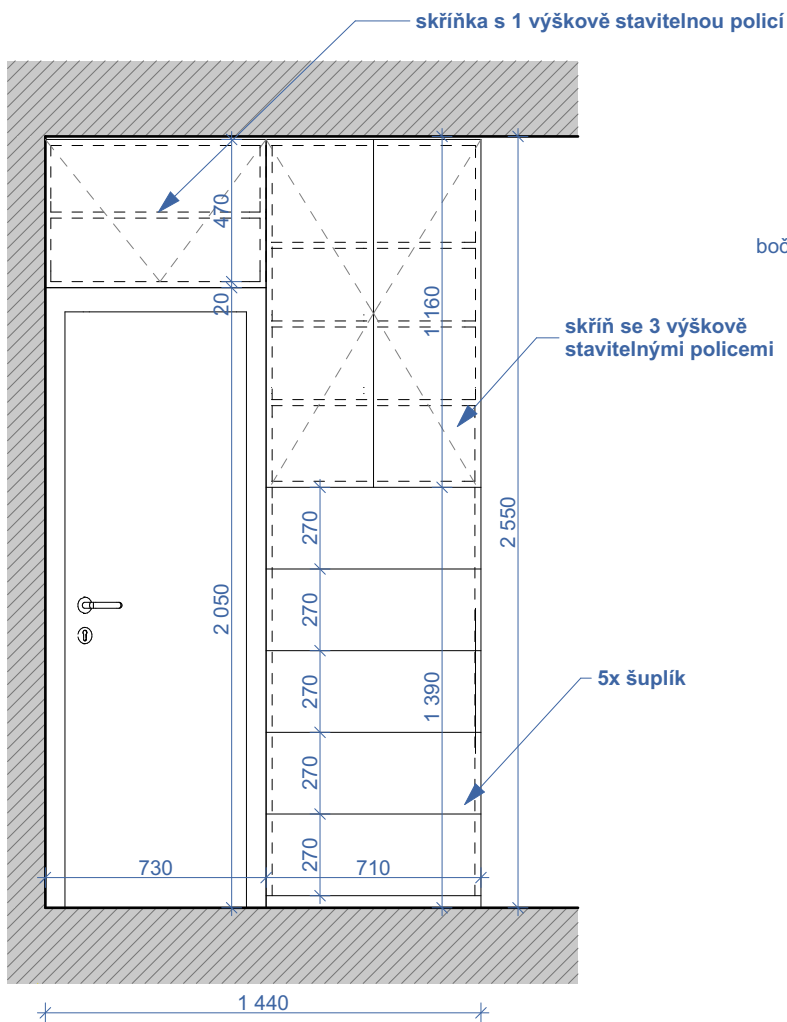 skříňka s 1 výškově stavitelnou policí
470
20
1 160
boč
skříň se 3 výškově
stavitelnými policemi
2 550
270
270
2 050
270
1 390
5x šuplík
270
270
730
710
1 440